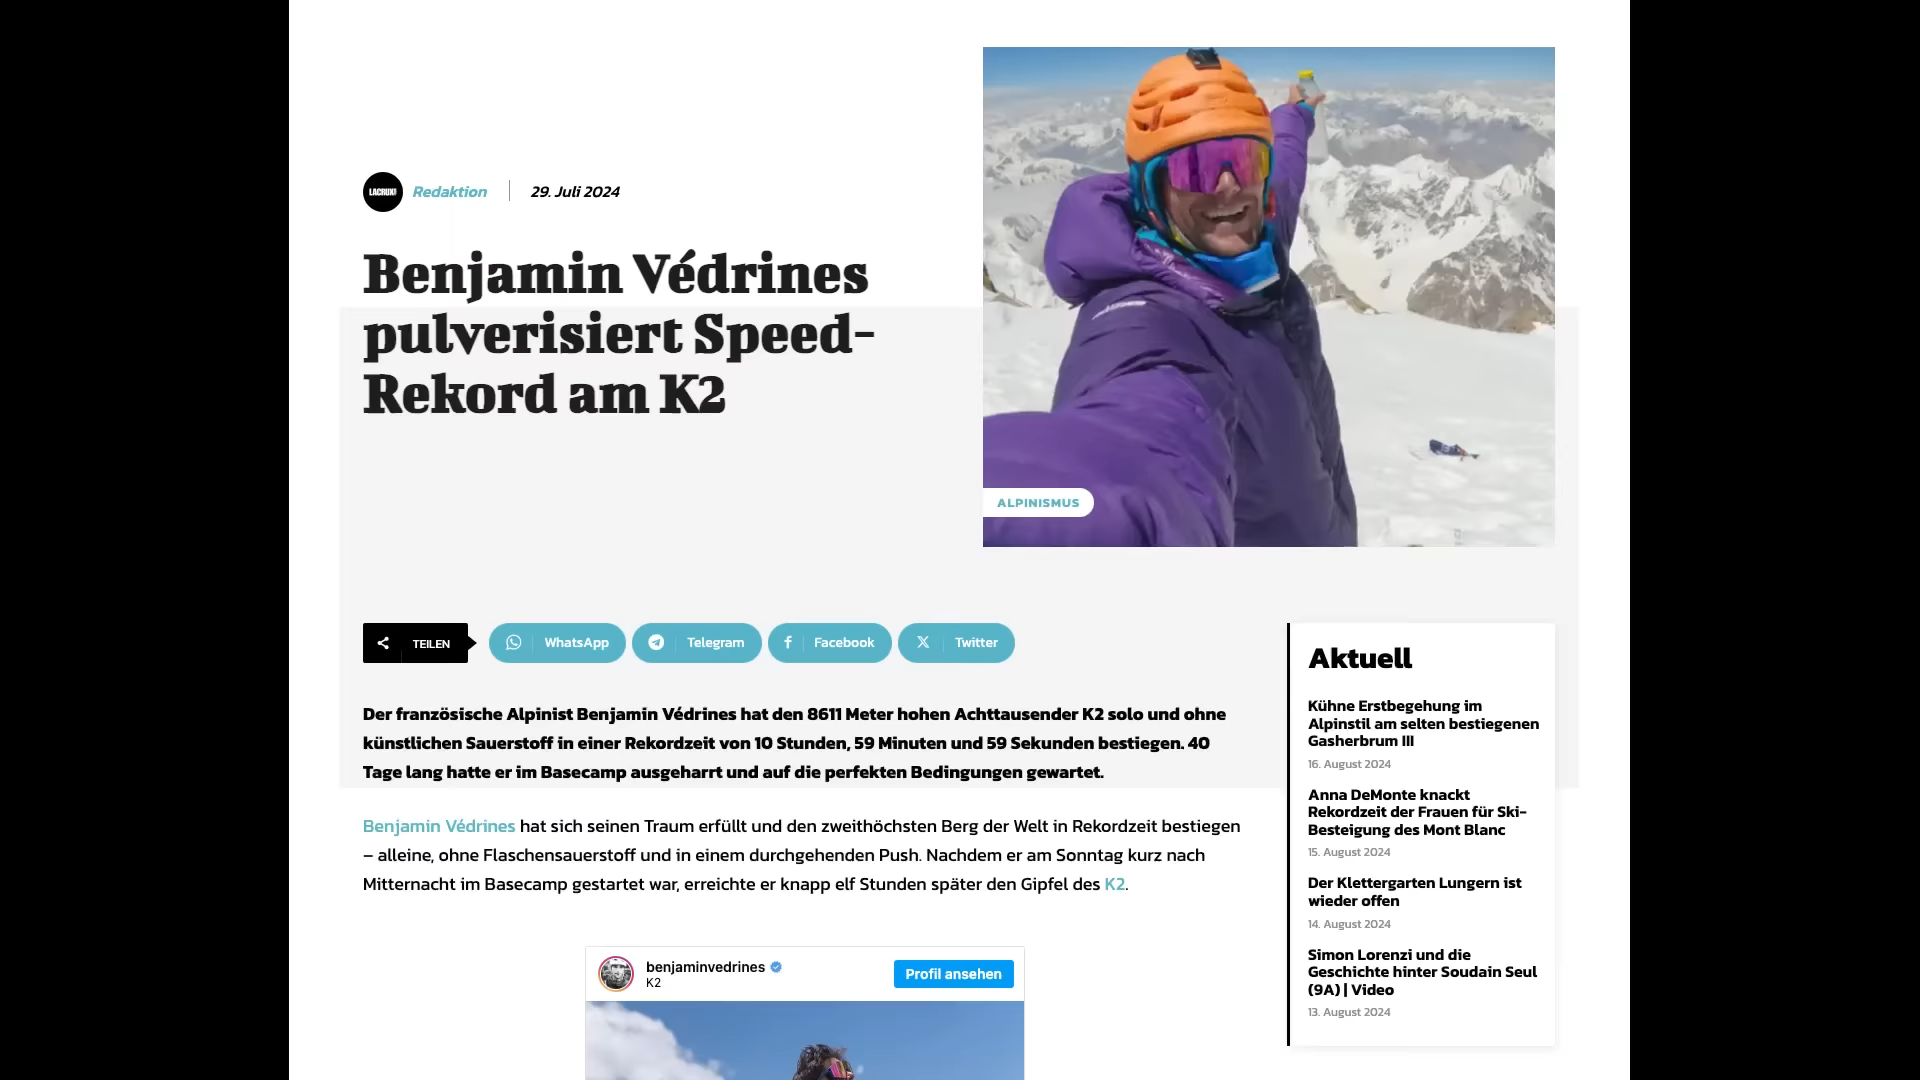 LACRUX
Redaktion
29. Juli 2024
Benjamin Védrines
pulverisiert Speed-
Rekord am K2
ALPINISMUS
TEILEN
WhatsApp
Telegram
Facebook
Twitter
Der französische Alpinist Benjamin Védrines hat den 8611 Meter hohen Achttausender K2 solo und ohne
künstlichen Sauerstoff in einer Rekordzeit von 10 Stunden, 59 Minuten und 59 Sekunden bestiegen. 40
Tage lang hatte er im Basecamp ausgeharrt und auf die perfekten Bedingungen gewartet.
Benjamin Védrines hat sich seinen Traum erfüllt und den zweithöchsten Berg der Welt in Rekordzeit bestiegen
– alleine, ohne Flaschensauerstoff und in einem durchgehenden Push. Nachdem er am Sonntag kurz nach
Mitternacht im Basecamp gestartet war, erreichte er knapp elf Stunden später den Gipfel des K2.
benjaminvedrines
K2
Profil ansehen
Aktuell
Kühne Erstbegehung im
Alpinstil am selten bestiegenen
Gasherbrum III
16. August 2024
Anna DeMonte knackt
Rekordzeit der Frauen für Ski-
Besteigung des Mont Blanc
15. August 2024
Der Klettergarten Lungern ist
wieder offen
14. August 2024
Simon Lorenzi und die
Geschichte hinter Soudain Seul
(9A) | Video
13. August 2024